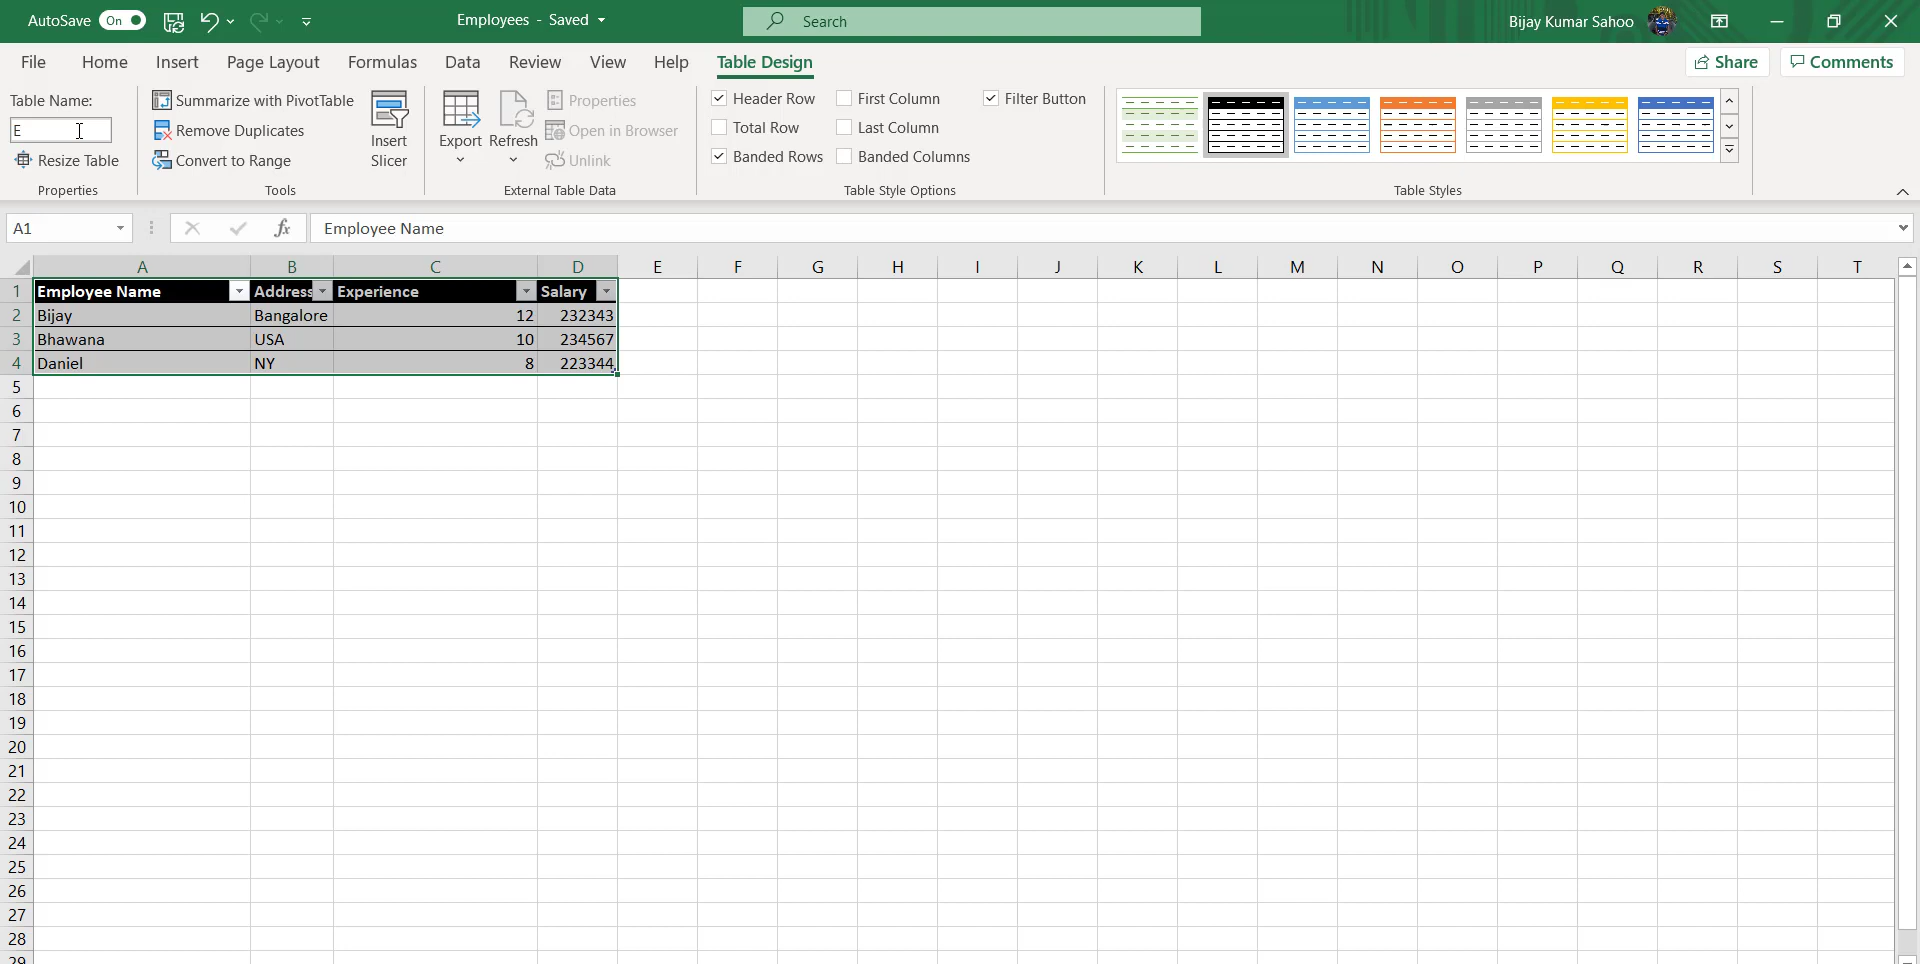 AutoSave On Employees - Saved Search Bijay Kumar Sahoo
File Home Insert Page Layout Formulas Data Review View Help Table Design Share Comments
Table Name:
E
Resize Table
Properties
Summarize with PivotTable
Remove Duplicates
Convert to Range
Tools
Insert
Slicer
Export
Refresh
Properties
Open in Browser
Unlink
External Table Data
Header Row First Column Filter Button
Total Row Last Column
Banded Rows Banded Columns
Table Style Options
Table Styles
A1 fx Employee Name
A B C D E F G H I J K L M N O P Q R S T
1 Employee Name Address Experience Salary
2 Bijay Bangalore 12 232343
3 Bhawana USA 10 234567
4 Daniel NY 8 223344
5
6
7
8
9
10
11
12
13
14
15
16
17
18
19
20
21
22
23
24
25
26
27
28
29